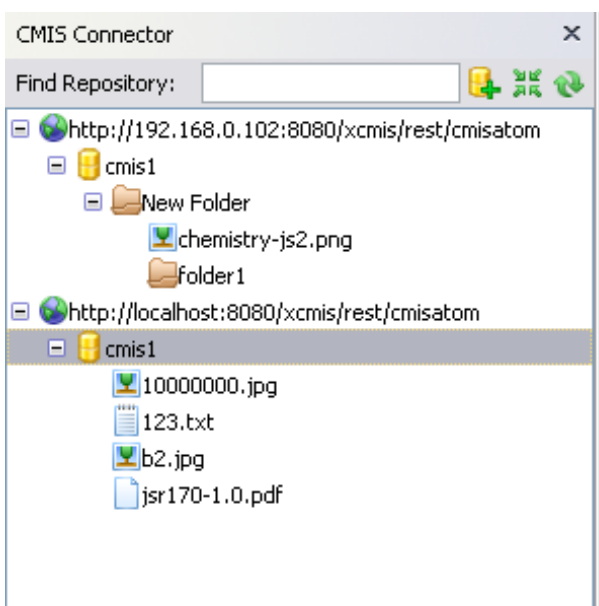 CMIS Connector
Find Repository:
http://192.168.0.102:8080/xcmis/rest/cmisatom
cmis1
New Folder
chemistry-js2.png
folder1
http://localhost:8080/xcmis/rest/cmisatom
cmis1
10000000.jpg
123.txt
b2.jpg
jsr170-1.0.pdf